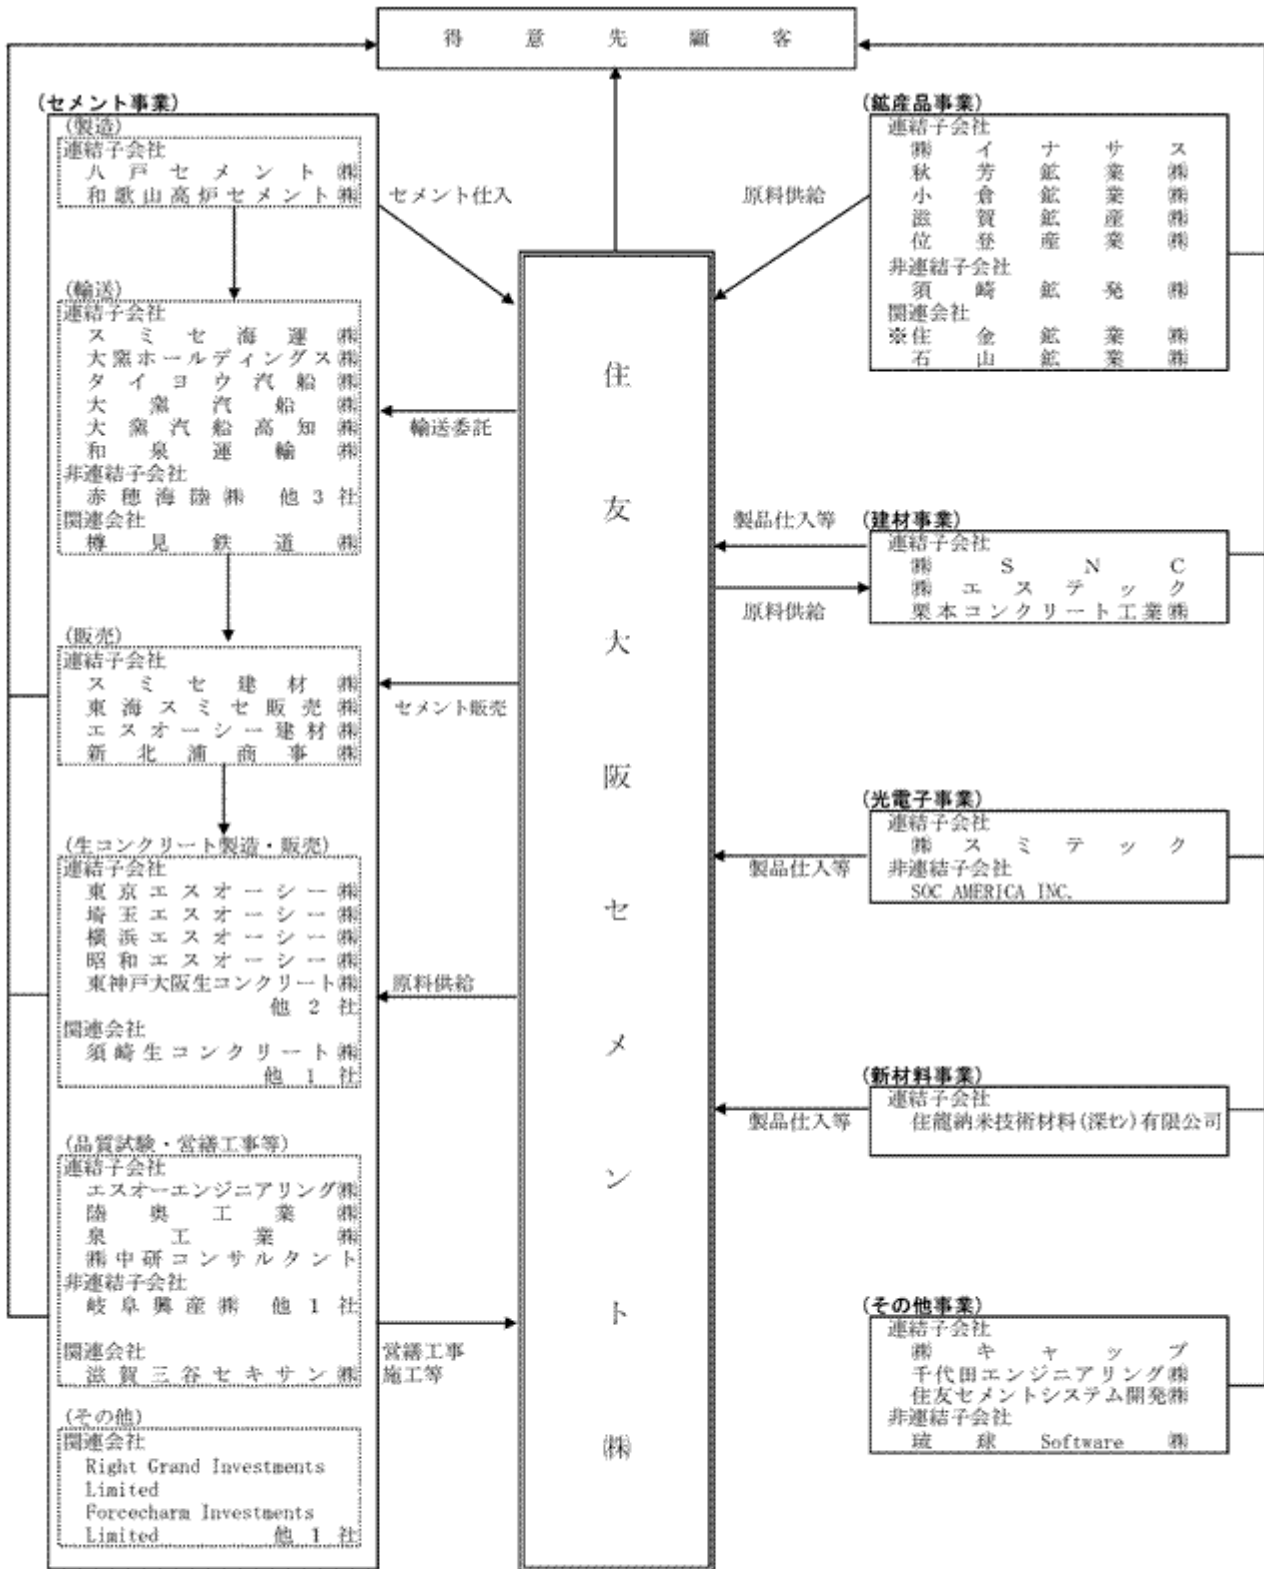 得意先顧客
(セメント事業)
(製造)
連結子会社
八戸セメント㈱
和歌山高炉セメント㈱
セメント仕入
(輸送)
連結子会社
スミセ海運㈱
大窯ホールディングス㈱
タイヨウ汽船㈱
大窯汽船㈱
大窯汽船高知㈱
和泉運輸㈱
非連結子会社
赤穂海陸㈱ 他3社
関連会社
樽見鉄道㈱
輸送委託
(販売)
連結子会社
スミセ建材㈱
東海スミセ販売㈱
エスオーシー建材㈱
新北浦商事㈱
セメント販売
(生コンクリート製造・販売)
連結子会社
東京エスオーシー㈱
埼玉エスオーシー㈱
横浜エスオーシー㈱
昭和エスオーシー㈱
東神戸大阪生コンクリート㈱
他2社
関連会社
須崎生コンクリート㈱
他1社
原料供給
(品質試験・営繕工事等)
連結子会社
エスオーエンジニアリング㈱
陸奥工業㈱
泉工業㈱
㈱中研コンサルタント
非連結子会社
岐阜興産㈱ 他1社
関連会社
滋賀三谷セキサン㈱
営繕工事
施工等
(その他)
関連会社
Right Grand Investments
Limited
Forcecharm Investments
Limited 他1社
住友大阪セメント㈱
(鉱産品事業)
連結子会社
㈱イナサス
秋芳鉱業㈱
小倉鉱業㈱
滋賀鉱産㈱
位登産業㈱
非連結子会社
須崎鉱発㈱
関連会社
※住金鉱業㈱
石山鉱業㈱
原料供給
(建材事業)
連結子会社
㈱SNC
㈱エステック
栗本コンクリート工業㈱
製品仕入等
原料供給
(光電子事業)
連結子会社
㈱スミテック
非連結子会社
SOC AMERICA INC.
製品仕入等
(新材料事業)
連結子会社
住龍納米技術材料(深セン)有限公司
製品仕入等
(その他事業)
連結子会社
㈱キャップ
千代田エンジニアリング㈱
住友セメントシステム開発㈱
非連結子会社
琉球Software㈱